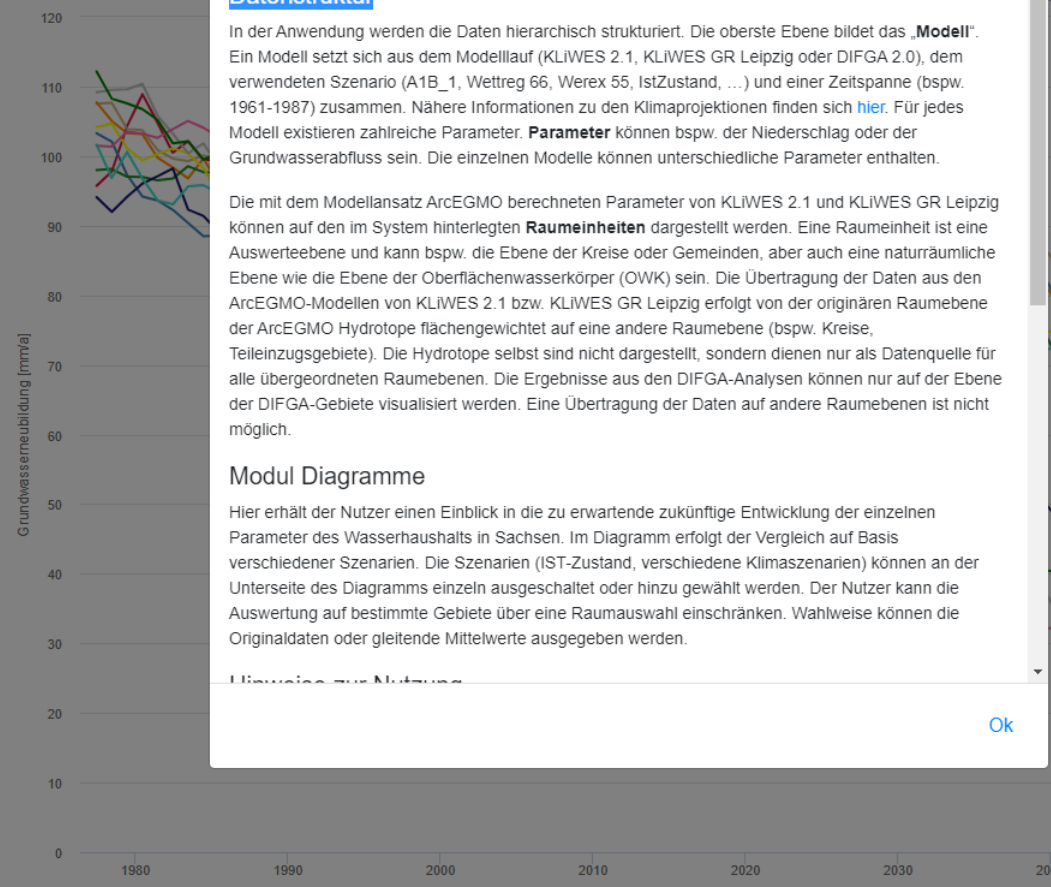 Datenstruktur
In der Anwendung werden die Daten hierarchisch strukturiert. Die oberste Ebene bildet das „Modell“.
Ein Modell setzt sich aus dem Modelllauf (KLiWES 2.1, KLiWES GR Leipzig oder DIFGA 2.0), dem
verwendeten Szenario (A1B_1, Wettreg 66, Werex 55, IstZustand, …) und einer Zeitspanne (bspw.
1961-1987) zusammen. Nähere Informationen zu den Klimaprojektionen finden sich hier. Für jedes
Modell existieren zahlreiche Parameter. Parameter können bspw. der Niederschlag oder der
Grundwasserabfluss sein. Die einzelnen Modelle können unterschiedliche Parameter enthalten.
Die mit dem Modellansatz ArcEGMO berechneten Parameter von KLiWES 2.1 und KLiWES GR Leipzig
können auf den im System hinterlegten Raumeinheiten dargestellt werden. Eine Raumeinheit ist eine
Auswerteebene und kann bspw. die Ebene der Kreise oder Gemeinden, aber auch eine naturräumliche
Ebene wie die Ebene der Oberflächenwasserkörper (OWK) sein. Die Übertragung der Daten aus den
ArcEGMO-Modellen von KLiWES 2.1 bzw. KLiWES GR Leipzig erfolgt von der originären Raumebene
der ArcEGMO Hydrotope flächengewichtet auf eine andere Raumebene (bspw. Kreise,
Teileinzugsgebiete). Die Hydrotope selbst sind nicht dargestellt, sondern dienen nur als Datenquelle für
alle übergeordneten Raumebenen. Die Ergebnisse aus den DIFGA-Analysen können nur auf der Ebene
der DIFGA-Gebiete visualisiert werden. Eine Übertragung der Daten auf andere Raumebenen ist nicht
möglich.
Modul Diagramme
Hier erhält der Nutzer einen Einblick in die zu erwartende zukünftige Entwicklung der einzelnen
Parameter des Wasserhaushalts in Sachsen. Im Diagramm erfolgt der Vergleich auf Basis
verschiedener Szenarien. Die Szenarien (IST-Zustand, verschiedene Klimaszenarien) können an der
Unterseite des Diagramms einzeln ausgeschaltet oder hinzu gewählt werden. Der Nutzer kann die
Auswertung auf bestimmte Gebiete über eine Raumauswahl einschränken. Wahlweise können die
Originaldaten oder gleitende Mittelwerte ausgegeben werden.
Hinweise zur Nutzung
Ok
Grundwasserneubildung [mm/a]
120
110
100
90
80
70
60
50
40
30
20
10
0
1980
1990
2000
2010
2020
2030
20